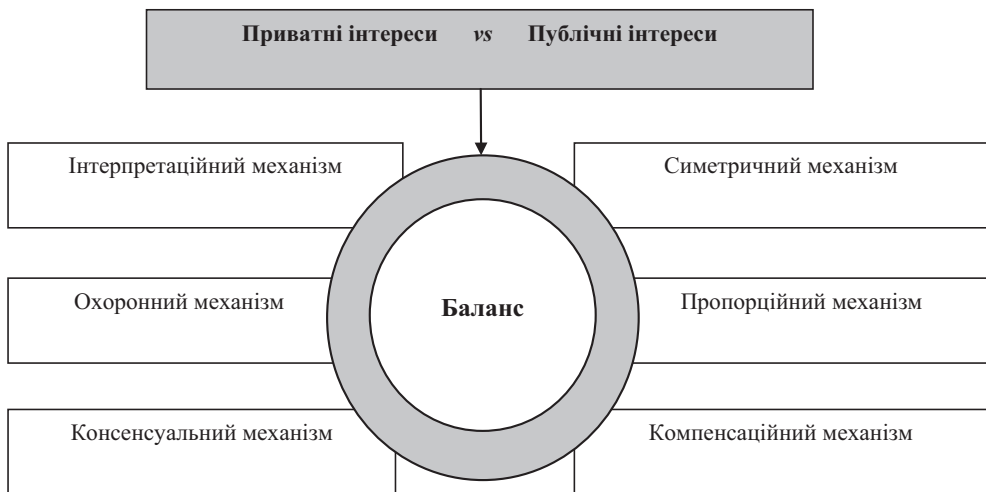 Приватні інтереси vs Публічні інтереси
Інтерпретаційний механізм
Симетричний механізм
Охоронний механізм
Баланс
Пропорційний механізм
Консенсуальний механізм
Компенсаційний механізм